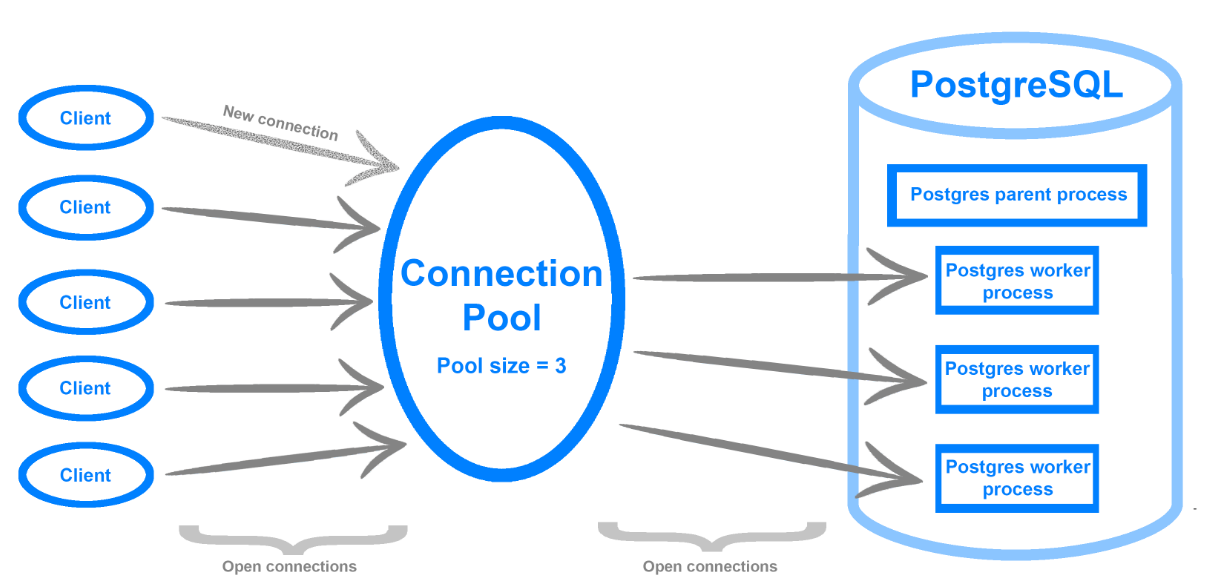 PostgreSQL
Client
New connection
Postgres parent process
Client
Connection
Pool
Pool size = 3
Postgres worker
process
Client
Postgres worker
process
Client
Postgres worker
process
Client
Open connections
Open connections